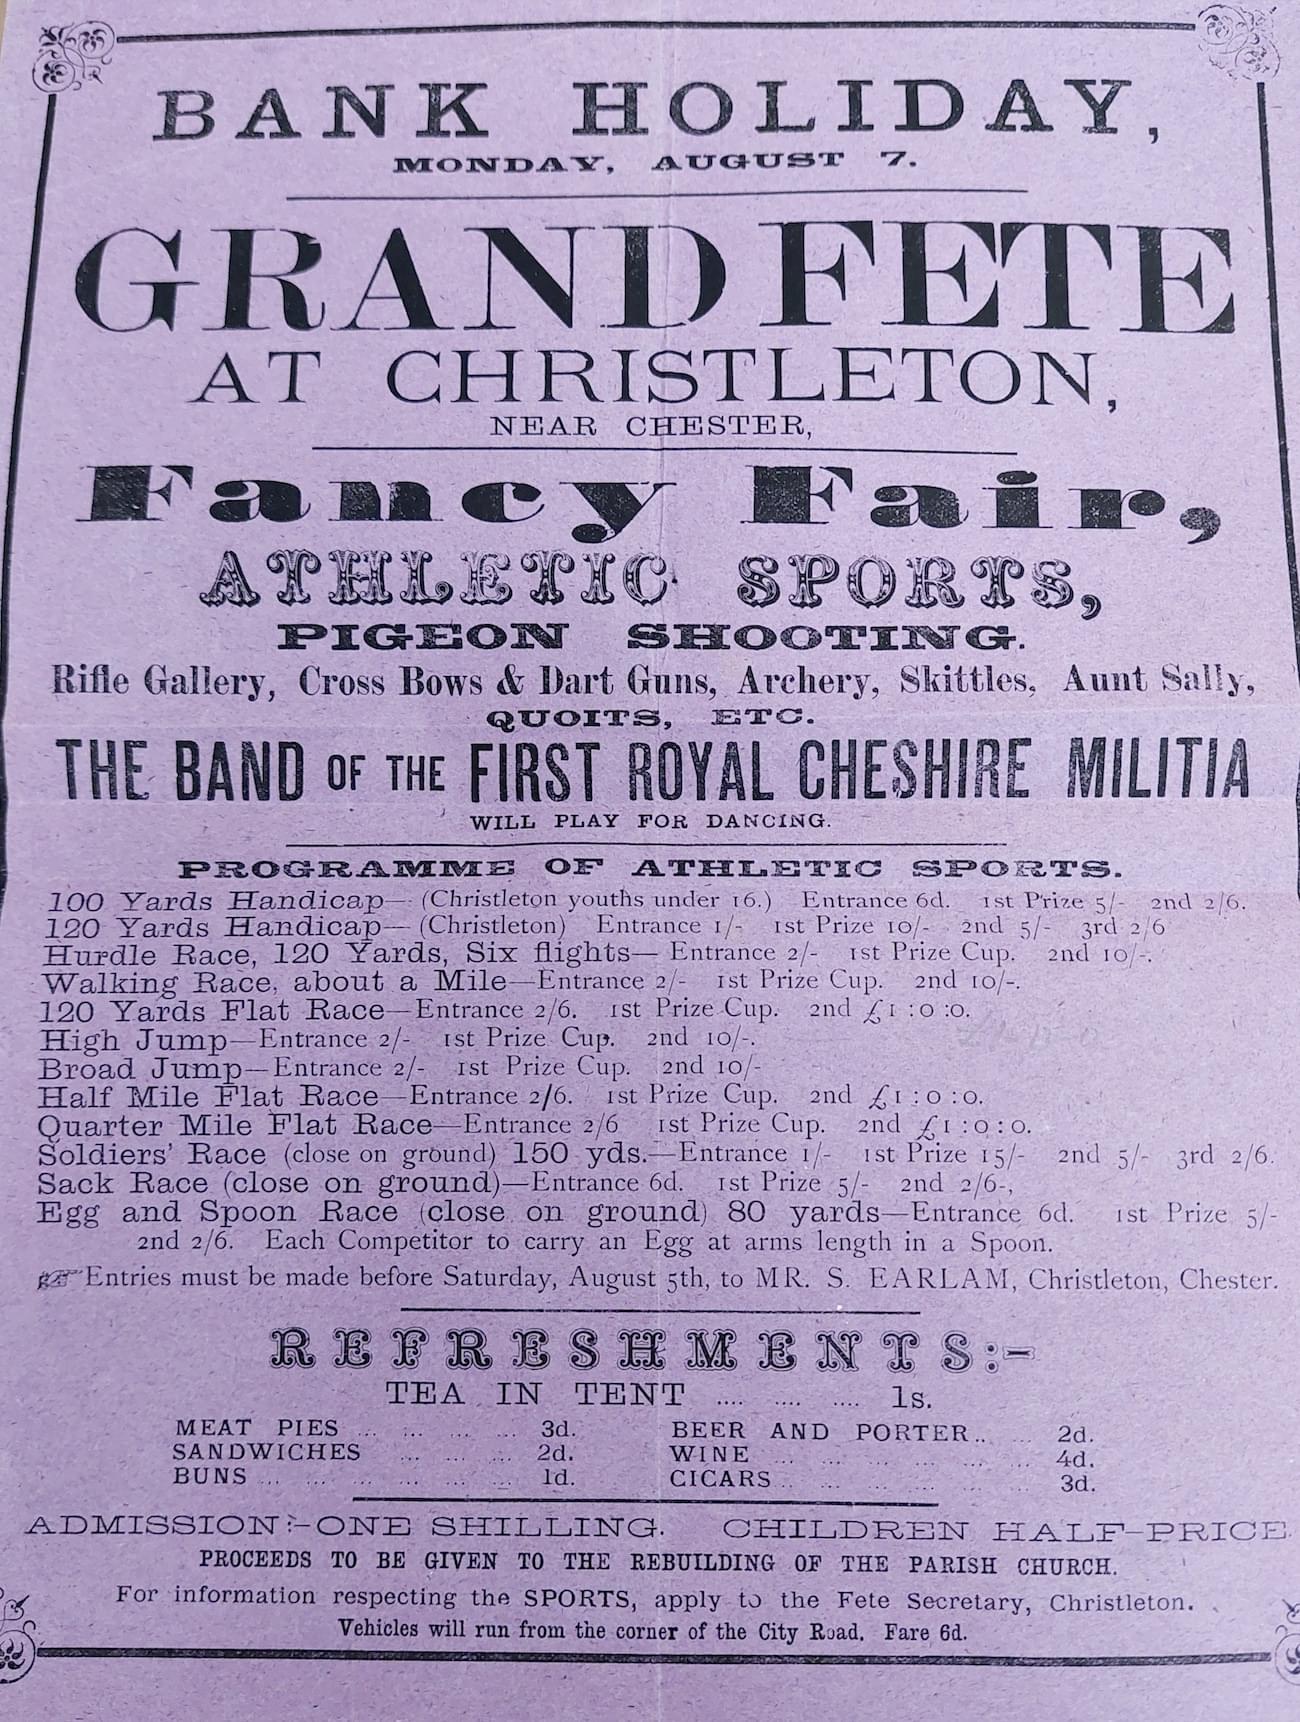 BANK HOLIDAY,
MONDAY, AUGUST 7.
GRAND FETE
AT CHRISTLETON,
NEAR CHESTER,
Fancy Fair,
ATHLETIC SPORTS,
PIGEON SHOOTING.
Rifle Gallery, Cross Bows & Dart Guns, Archery, Skittles, Aunt Sally,
QUOITS, ETC.
THE BAND OF THE FIRST ROYAL CHESHIRE MILITIA
WILL PLAY FOR DANCING.
PROGRAMME OF ATHLETIC SPORTS.
100 Yards Handicap—(Christleton youths under 16.) Entrance 6d. 1st Prize 5/- 2nd 2/6.
120 Yards Handicap—(Christleton) Entrance 1/- 1st Prize 10/- 2nd 5/- 3rd 2/6
Hurdle Race, 120 Yards, Six flights—Entrance 2/- 1st Prize Cup. 2nd 10/-.
Walking Race, about a Mile—Entrance 2/- 1st Prize Cup. 2nd 10/-.
120 Yards Flat Race—Entrance 2/6. 1st Prize Cup. 2nd £1:0:0.
High Jump—Entrance 2/- 1st Prize Cup. 2nd 10/-.
Broad Jump—Entrance 2/- 1st Prize Cup. 2nd 10/-
Half Mile Flat Race—Entrance 2/6. 1st Prize Cup. 2nd £1:0:0.
Quarter Mile Flat Race—Entrance 2/6 1st Prize Cup. 2nd £1:0:0.
Soldiers' Race (close on ground) 150 yds.—Entrance 1/- 1st Prize 15/- 2nd 5/- 3rd 2/6.
Sack Race (close on ground)—Entrance 6d. 1st Prize 5/- 2nd 2/6-,
Egg and Spoon Race (close on ground) 80 yards—Entrance 6d. 1st Prize 5/-
2nd 2/6. Each Competitor to carry an Egg at arms length in a Spoon.
☞Entries must be made before Saturday, August 5th, to MR. S. EARLAM, Christleton, Chester.
REFRESHMENTS:-
TEA IN TENT .... .... .... 1s.
MEAT PIES ... ... ... ... 3d. BEER AND PORTER.. ... 2d.
SANDWICHES ... ... ... 2d. WINE ... ... ... ... ... 4d.
BUNS ... ... ... ... ... 1d. CICARS .. ... ... ... ... 3d.
ADMISSION:-ONE SHILLING. CHILDREN HALF-PRICE.
PROCEEDS TO BE GIVEN TO THE REBUILDING OF THE PARISH CHURCH.
For information respecting the SPORTS, apply to the Fete Secretary, Christleton.
Vehicles will run from the corner of the City Road. Fare 6d.